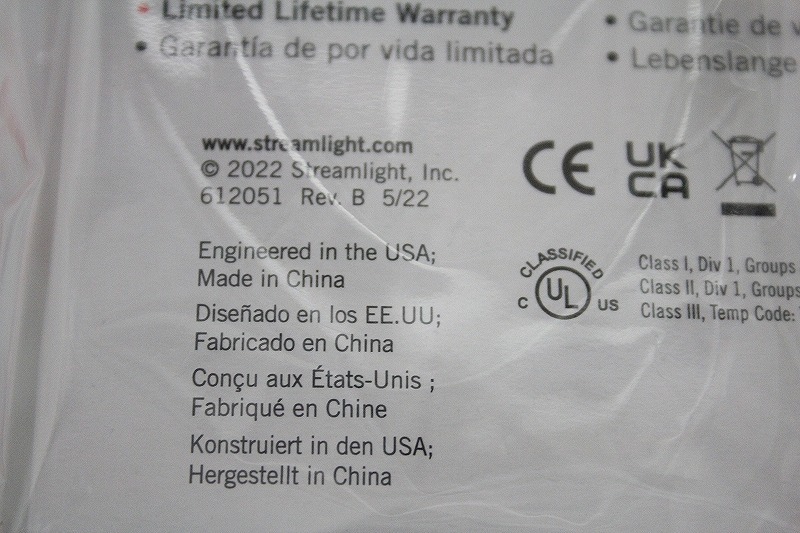 Limited Lifetime Warranty
• Garantía de por vida limitada
• Garantie de
• Lebenslange
www.streamlight.com
© 2022 Streamlight, Inc.
612051 Rev. B 5/22
CE
UK
CA
Engineered in the USA;
Made in China
Diseñado en los EE.UU;
Fabricado en China
Conçu aux États-Unis ;
Fabriqué en Chine
Konstruiert in den USA;
Hergestellt in China
CLASSIFIED
C UL US
Class I, Div 1, Groups
Class II, Div 1, Groups
Class III, Temp Code: